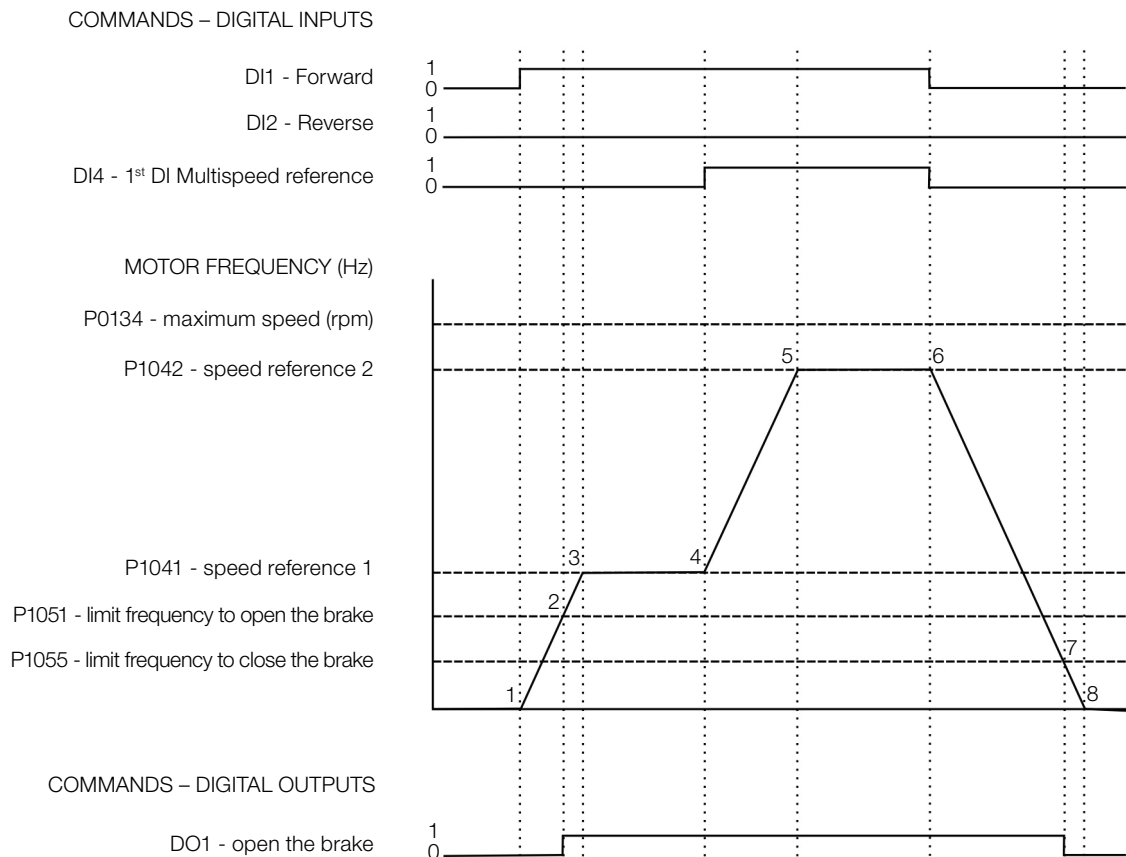 COMMANDS – DIGITAL INPUTS
DI1 - Forward
1
0
DI2 - Reverse
1
0
DI4 - 1st DI Multispeed reference
1
0
MOTOR FREQUENCY (Hz)
P0134 - maximum speed (rpm)
P1042 - speed reference 2
5
6
P1041 - speed reference 1
3
4
P1051 - limit frequency to open the brake
2
P1055 - limit frequency to close the brake
7
1
8
COMMANDS – DIGITAL OUTPUTS
DO1 - open the brake
1
0